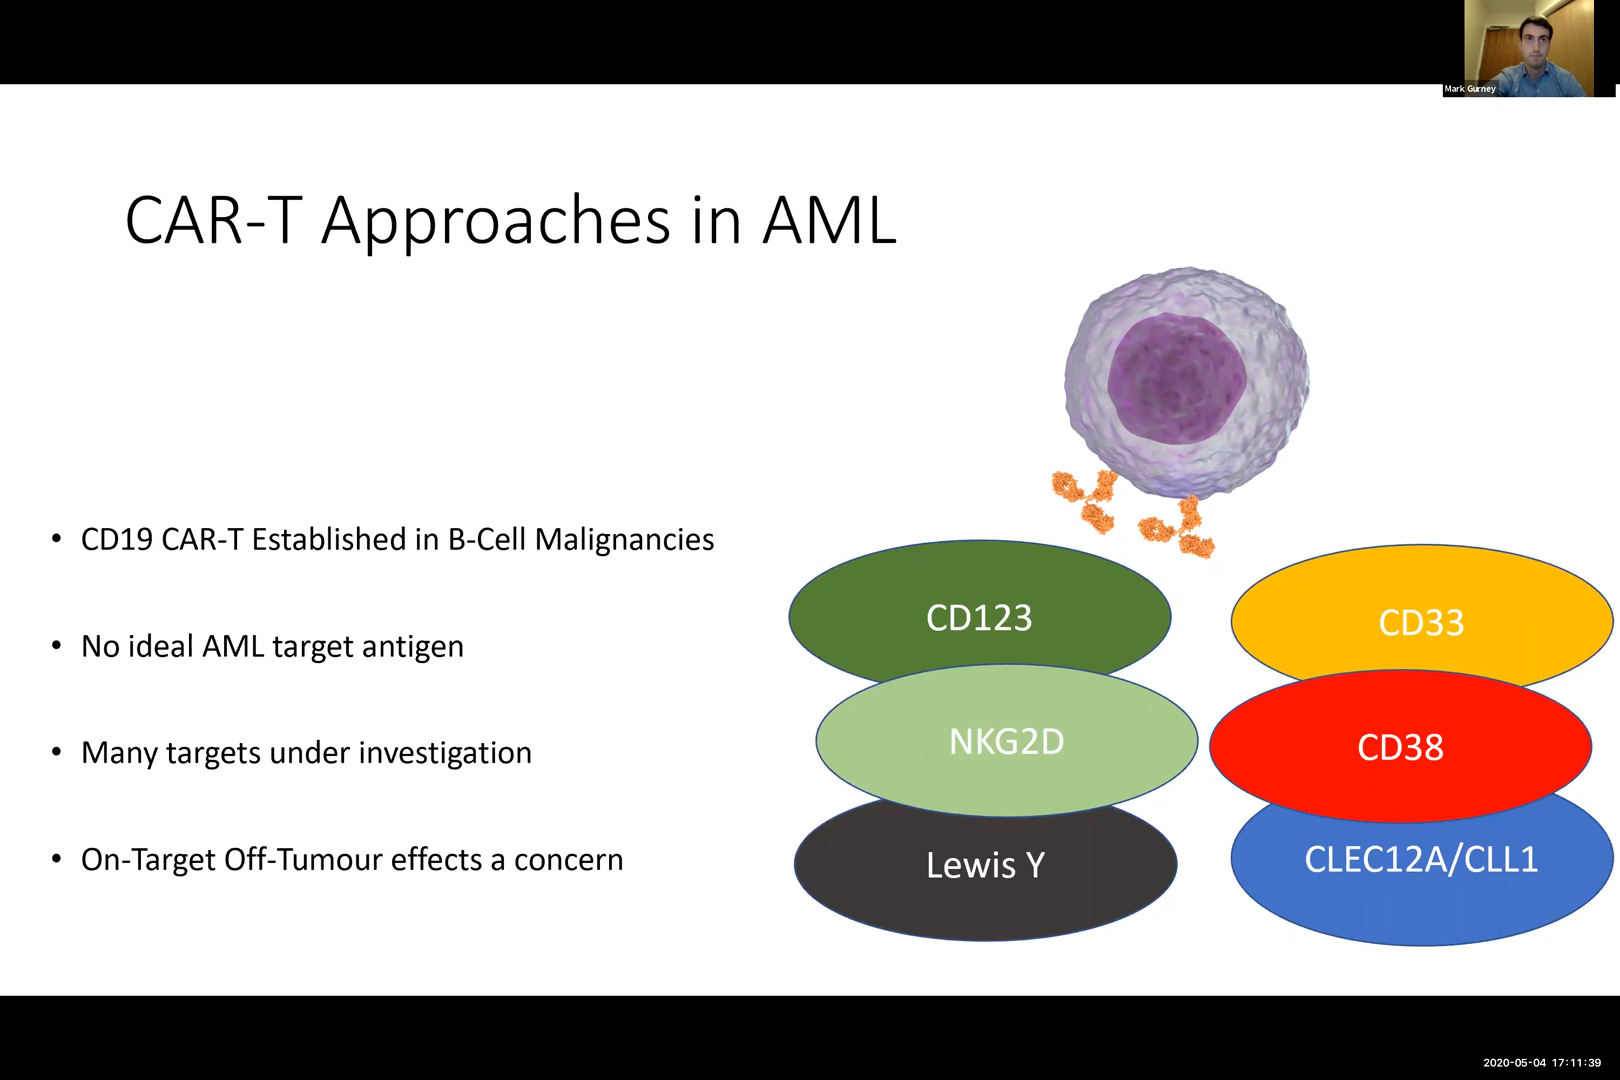 Mark Gurney
CAR-T Approaches in AML
• CD19 CAR-T Established in B-Cell Malignancies
• No ideal AML target antigen
• Many targets under investigation
• On-Target Off-Tumour effects a concern
CD123
CD33
NKG2D
CD38
Lewis Y
CLEC12A/CLL1
2020-05-04 17:11:39